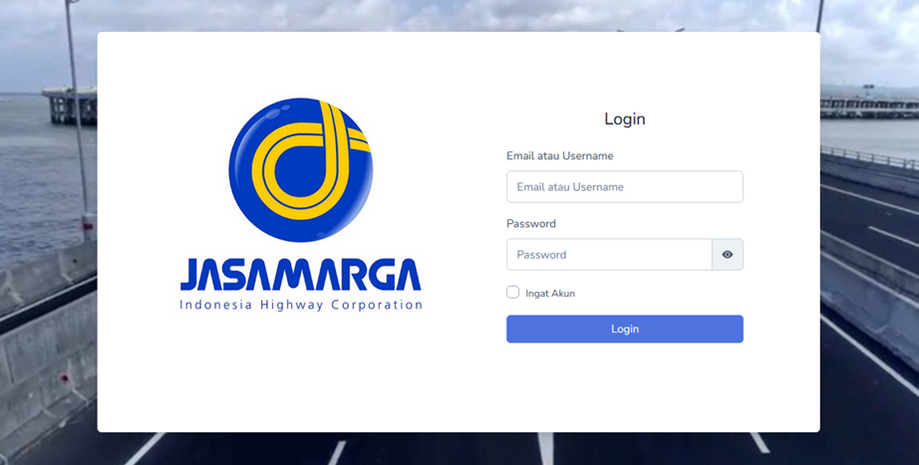 JASAMARGA
Indonesia Highway Corporation
Login
Email atau Username
Email atau Username
Password
Password
Ingat Akun
Login